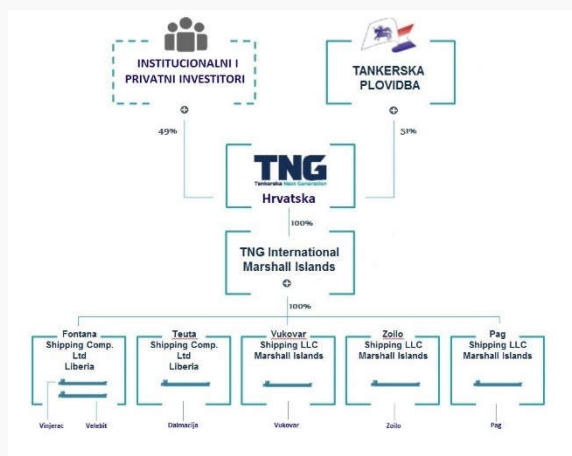 INSTITUCIONALNI I
PRIVATNI INVESTITORI
TANKERSKA
PLOVIDBA
49%
51%
TNG
Tankerska Next Generation
Hrvatska
100%
TNG International
Marshall Islands
100%
Fontana
Shipping Comp.
Ltd
Liberia
Teuta
Shipping Comp.
Ltd
Liberia
Vukovar
Shipping LLC
Marshall Islands
Zoilo
Shipping LLC
Marshall Islands
Pag
Shipping LLC
Marshall Islands
Vinjerac
Velebit
Dalmacija
Vukovar
Zoilo
Pag